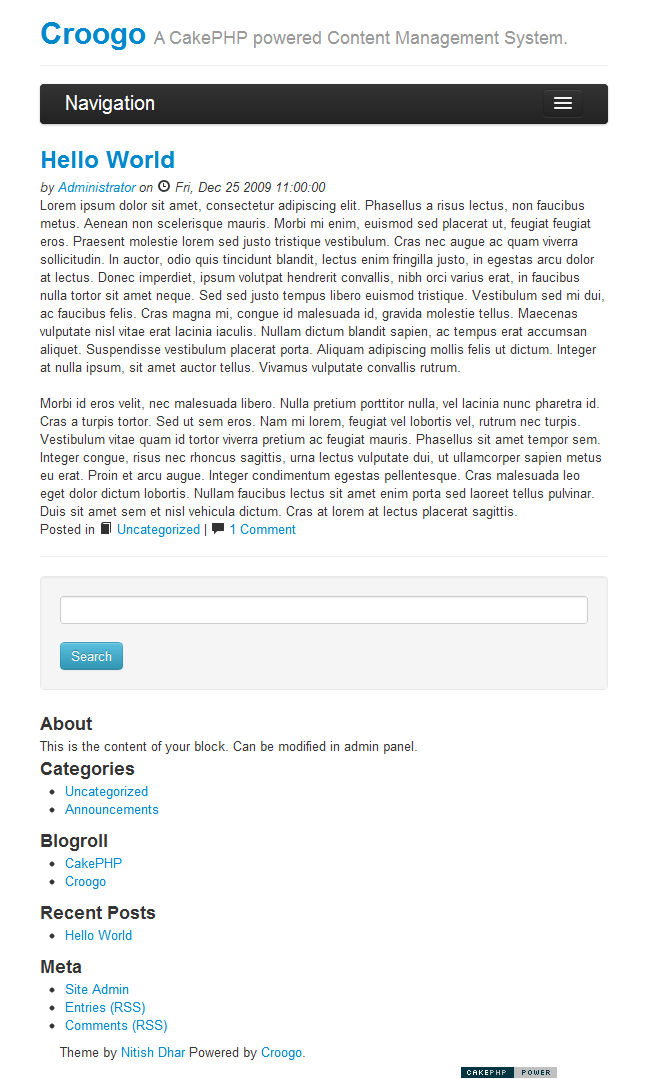 Croogo A CakePHP powered Content Management System.
Navigation
Hello World
by Administrator on Fri, Dec 25 2009 11:00:00
Lorem ipsum dolor sit amet, consectetur adipiscing elit. Phasellus a risus lectus, non faucibus
metus. Aenean non scelerisque mauris. Morbi mi enim, euismod sed placerat ut, feugiat feugiat
eros. Praesent molestie lorem sed justo tristique vestibulum. Cras nec augue ac quam viverra
sollicitudin. In auctor, odio quis tincidunt blandit, lectus enim fringilla justo, in egestas arcu dolor
at lectus. Donec imperdiet, ipsum volutpat hendrerit convallis, nibh orci varius erat, in faucibus
nulla tortor sit amet neque. Sed sed justo tempus libero euismod tristique. Vestibulum sed mi dui,
ac faucibus felis. Cras magna mi, congue id malesuada id, gravida molestie tellus. Maecenas
vulputate nisl vitae erat lacinia iaculis. Nullam dictum blandit sapien, ac tempus erat accumsan
aliquet. Suspendisse vestibulum placerat porta. Aliquam adipiscing mollis felis ut dictum. Integer
at nulla ipsum, sit amet auctor tellus. Vivamus vulputate convallis rutrum.
Morbi id eros velit, nec malesuada libero. Nulla pretium porttitor nulla, vel lacinia nunc pharetra id.
Cras a turpis tortor. Sed ut sem eros. Nam mi lorem, feugiat vel lobortis vel, rutrum nec turpis.
Vestibulum vitae quam id tortor viverra pretium ac feugiat mauris. Phasellus sit amet tempor sem.
Integer congue, risus nec rhoncus sagittis, urna lectus vulputate dui, ut ullamcorper sapien metus
eu erat. Proin et arcu augue. Integer condimentum egestas pellentesque. Cras malesuada leo
eget dolor dictum lobortis. Nullam faucibus lectus sit amet enim porta sed laoreet tellus pulvinar.
Duis sit amet sem et nisl vehicula dictum. Cras at lorem at lectus placerat sagittis.
Posted in Uncategorized | 1 Comment
Search
About
This is the content of your block. Can be modified in admin panel.
Categories
Uncategorized
Announcements
Blogroll
CakePHP
Croogo
Recent Posts
Hello World
Meta
Site Admin
Entries (RSS)
Comments (RSS)
Theme by Nitish Dhar Powered by Croogo.
CAKEPHP POWER